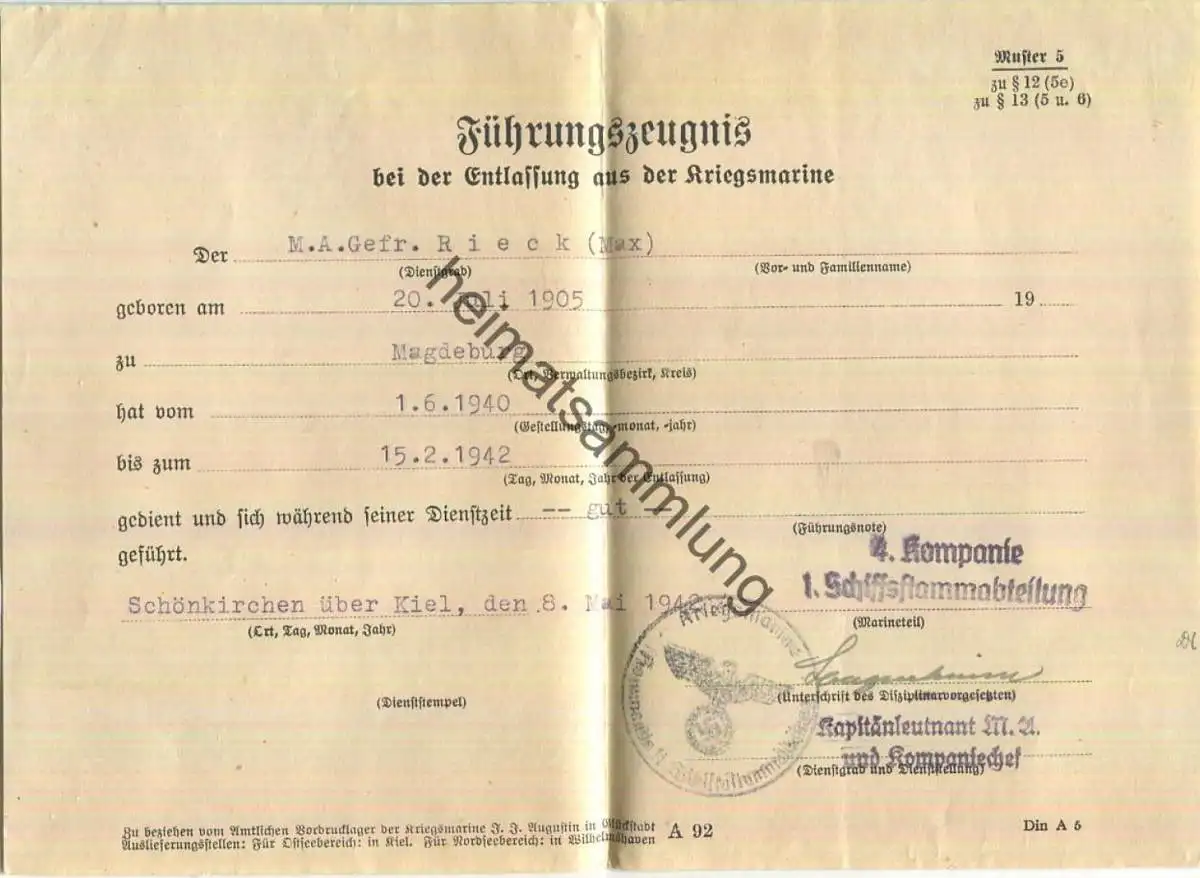 Muster 5
zu § 12 (5e)
zu § 13 (5 u. 6)
Führungszeugnis
bei der Entlassung aus der Kriegsmarine
Der M.A.Gefr. Rieck (Max)
(Dienstgrad) (Vor- und Familienname)
geboren am 20. Juli 1905 19
zu Magdeburg
(Ort, Verwaltungsbezirk, Kreis)
hat vom 1.6.1940
(Gestellungstag, -monat, -jahr)
bis zum 15.2.1942
(Tag, Monat, Jahr der Entlassung)
gedient und sich während seiner Dienstzeit -- gut --
(Führungsnote)
geführt.
4. Kompanie
1. Schiffsstammabteilung
Schönkirchen über Kiel, den 8. Mai 1942
(Ort, Tag, Monat, Jahr) (Marineteil)
Kriegsmarine
(Dienststempel) (Unterschrift des Disziplinarvorgesetzten)
Kapitänleutnant M. A.
und Kompaniechef
(Dienstgrad und Dienststellung)
Zu beziehen vom Amtlichen Vordrucklager der Kriegsmarine J. J. Augustin in Glückstadt
Auslieferungsstellen: Für Ostseebereich: in Kiel. Für Nordseebereich: in Wilhelmshaven
A 92
Din A 5
heimatsammlung